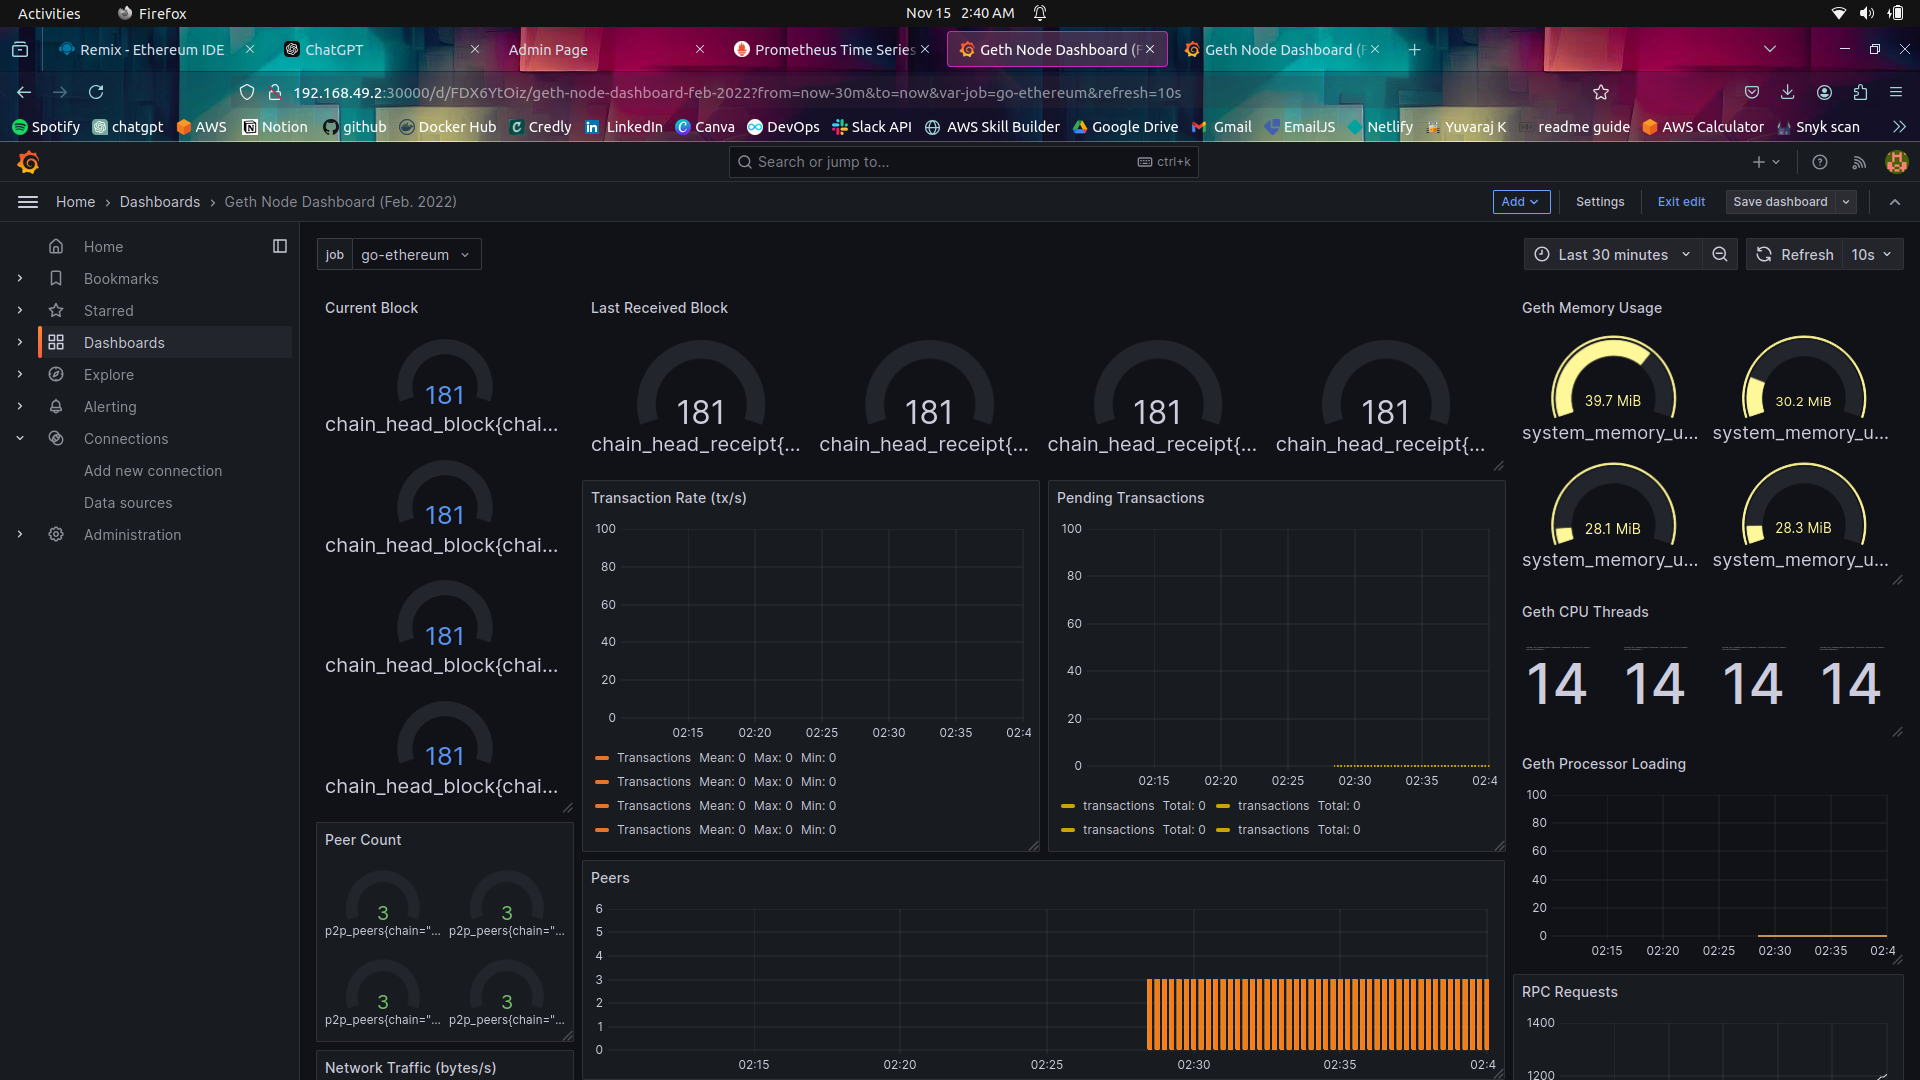 Activities Firefox Nov 15 2:40 AM
Remix - Ethereum IDE ChatGPT Admin Page Prometheus Time Series Geth Node Dashboard (F Geth Node Dashboard (F
192.168.49.2:30000/d/FDX6YtOiz/geth-node-dashboard-feb-2022?from=now-30m&to=now&var-job=go-ethereum&refresh=10s
Spotify chatgpt AWS Notion github Docker Hub Credly LinkedIn Canva DevOps Slack API AWS Skill Builder Google Drive Gmail EmailJS Netlify Yuvaraj K readme guide AWS Calculator Snyk scan
Search or jump to... ctrl+k
Home › Dashboards › Geth Node Dashboard (Feb. 2022) Add Settings Exit edit Save dashboard
Home
Bookmarks
Starred
Dashboards
Explore
Alerting
Connections
Add new connection
Data sources
Administration
job go-ethereum Last 30 minutes Refresh 10s
Current Block
181
chain_head_block{chai...
181
chain_head_block{chai...
181
chain_head_block{chai...
181
chain_head_block{chai...
Last Received Block
181 181 181 181
chain_head_receipt{... chain_head_receipt{... chain_head_receipt{... chain_head_receipt{...
Geth Memory Usage
39.7 MiB 30.2 MiB
system_memory_u... system_memory_u...
28.1 MiB 28.3 MiB
system_memory_u... system_memory_u...
Transaction Rate (tx/s)
100
80
60
40
20
0
02:15 02:20 02:25 02:30 02:35 02:4
Transactions Mean: 0 Max: 0 Min: 0
Transactions Mean: 0 Max: 0 Min: 0
Transactions Mean: 0 Max: 0 Min: 0
Transactions Mean: 0 Max: 0 Min: 0
Pending Transactions
100
80
60
40
20
0
02:15 02:20 02:25 02:30 02:35 02:4
transactions Total: 0 transactions Total: 0
transactions Total: 0 transactions Total: 0
Geth CPU Threads
14 14 14 14
Geth Processor Loading
100
80
60
40
20
0
02:15 02:20 02:25 02:30 02:35 02:4
Peer Count
3 3
p2p_peers{chain="... p2p_peers{chain="...
3 3
p2p_peers{chain="... p2p_peers{chain="...
Peers
6
5
4
3
2
1
0
02:15 02:20 02:25 02:30 02:35 02:4
RPC Requests
1400
1200
Network Traffic (bytes/s)